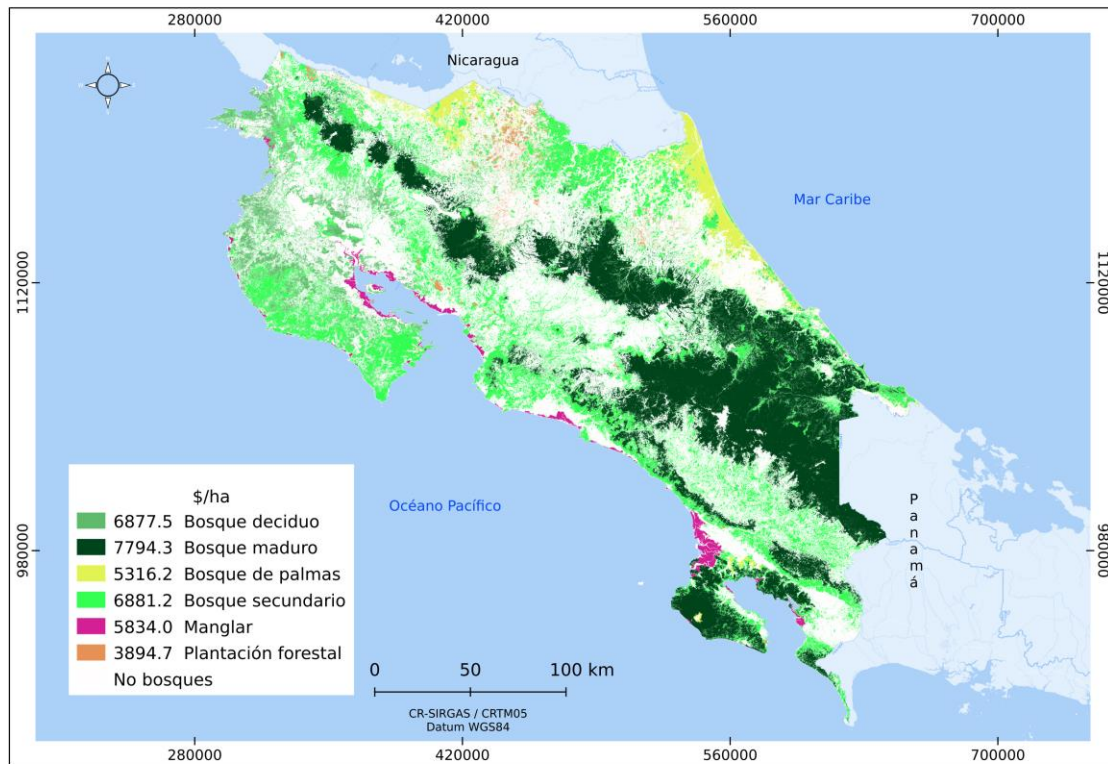 280000 420000 560000 700000
Nicaragua
Mar Caribe
1120000 1120000
Océano Pacífico
Panamá
980000 980000
$/ha
6877.5 Bosque deciduo
7794.3 Bosque maduro
5316.2 Bosque de palmas
6881.2 Bosque secundario
5834.0 Manglar
3894.7 Plantación forestal
No bosques
0 50 100 km
CR-SIRGAS / CRTM05
Datum WGS84
280000 420000 560000 700000